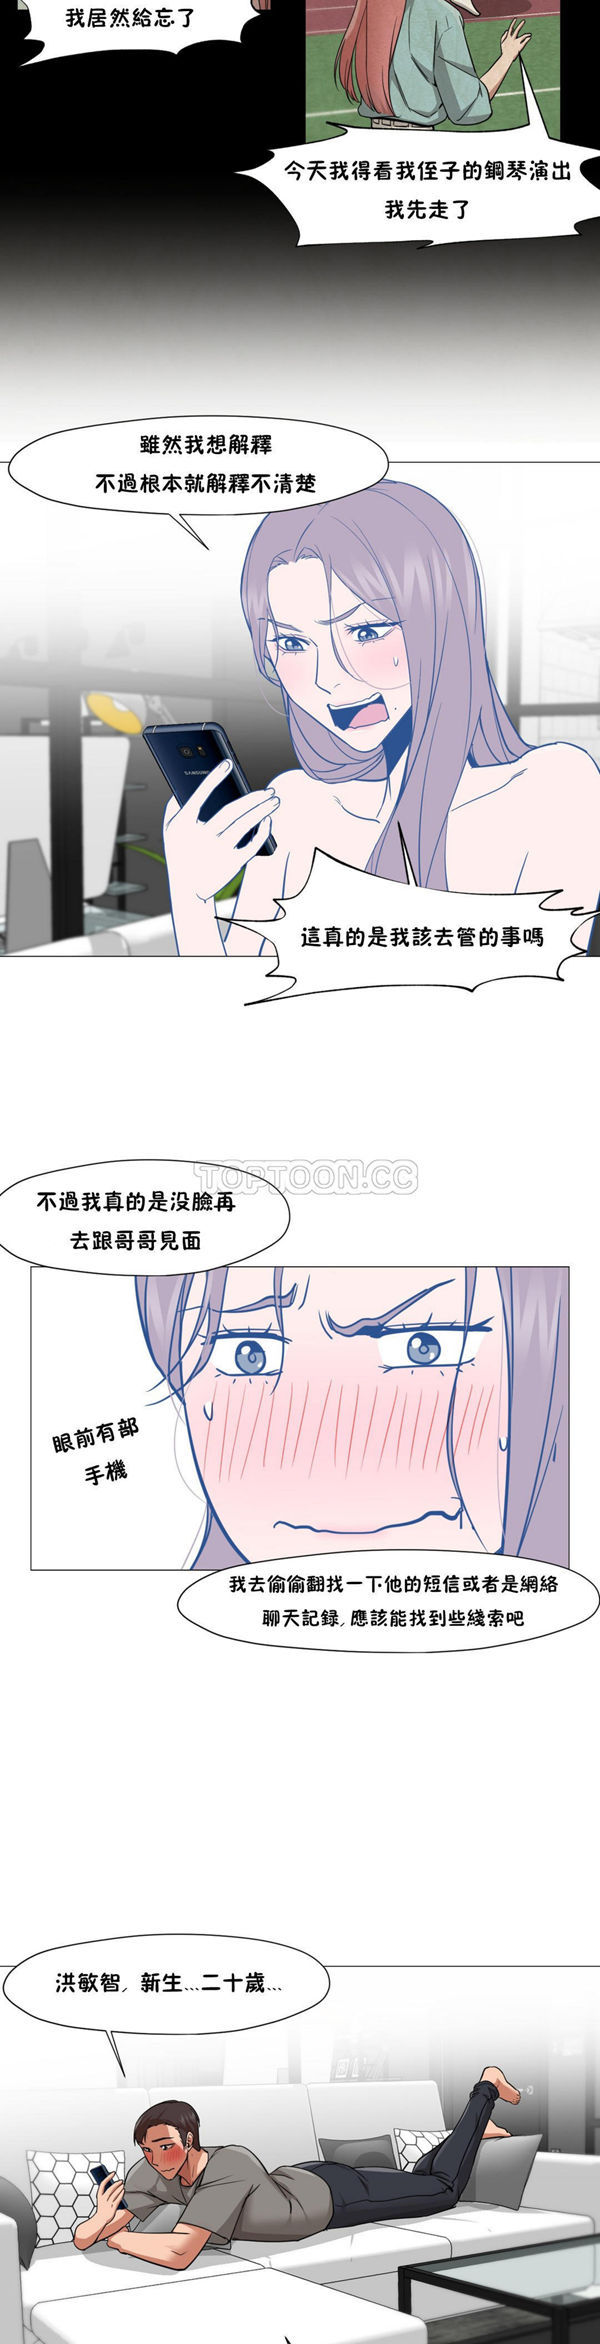 我居然給忘了
今天我得看我侄子的鋼琴演出
我先走了
雖然我想解釋
不過根本就解釋不清楚
SAMSUNG
這真的是我該去管的事嗎
TOPTOON.CC
不過我真的是没臉再
去跟哥哥見面
眼前有部
手機
我去偷偷翻找一下他的短信或者是網絡
聊天記録,應該能找到些綫索吧
洪敏智, 新生...二十歲...